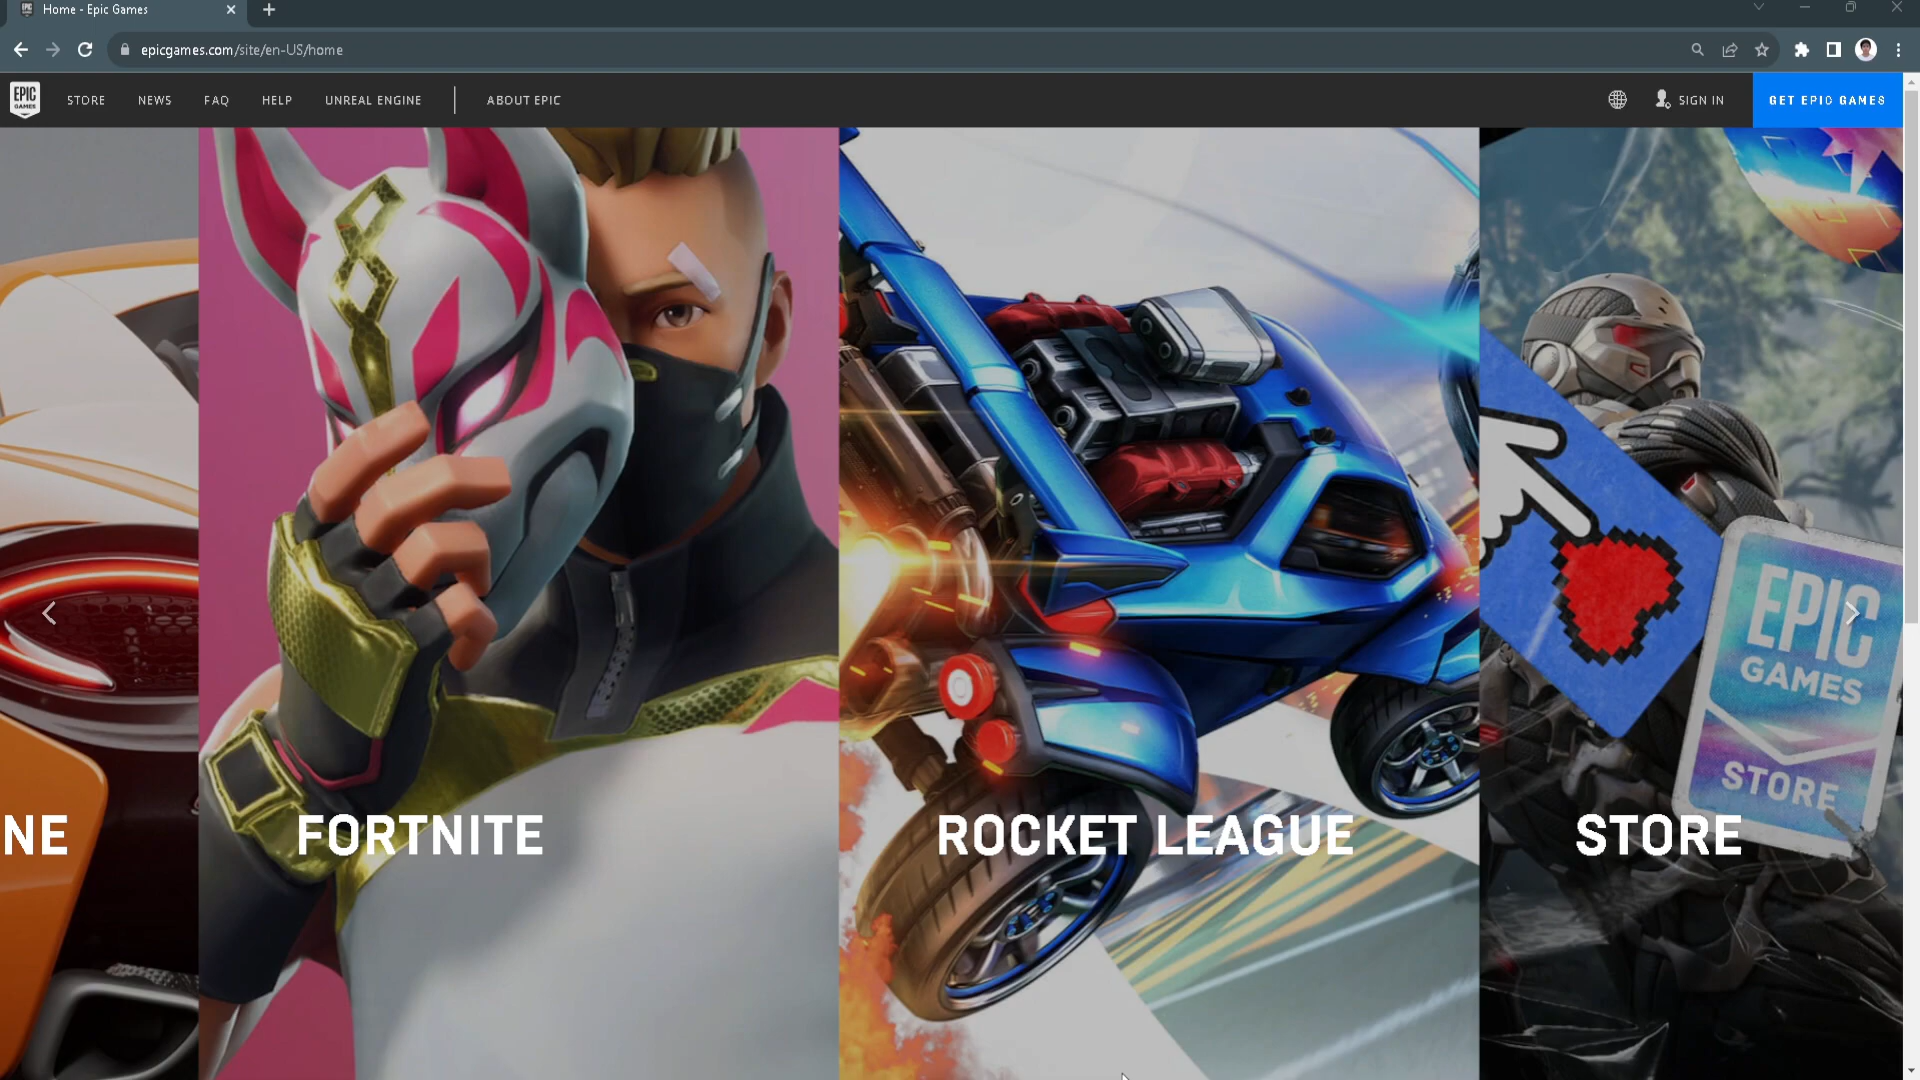 Home - Epic Games
epicgames.com/site/en-US/home
EPIC GAMES
STORE NEWS FAQ HELP UNREAL ENGINE ABOUT EPIC
SIGN IN
GET EPIC GAMES
EPIC
GAMES
STORE
NE
FORTNITE
ROCKET LEAGUE
STORE